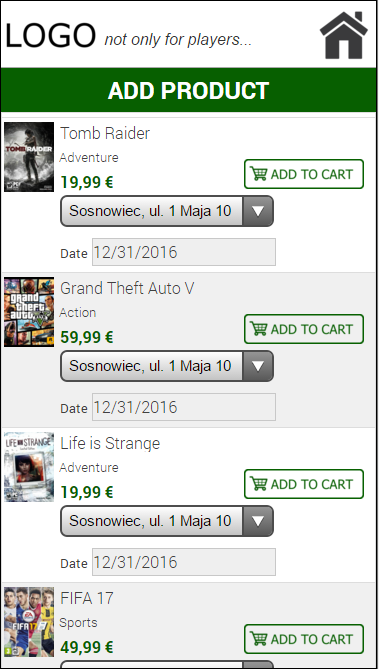 LOGO not only for players...
ADD PRODUCT
TOMB RAIDER
Tomb Raider
Adventure
19,99 €
ADD TO CART
Sosnowiec, ul. 1 Maja 10
Date 12/31/2016
grand
theft
auto
V
Grand Theft Auto V
Action
59,99 €
ADD TO CART
Sosnowiec, ul. 1 Maja 10
Date 12/31/2016
LIFE IS STRANGE
Life is Strange
Adventure
19,99 €
ADD TO CART
Sosnowiec, ul. 1 Maja 10
Date 12/31/2016
FIFA 17
FIFA 17
Sports
49,99 €
ADD TO CART